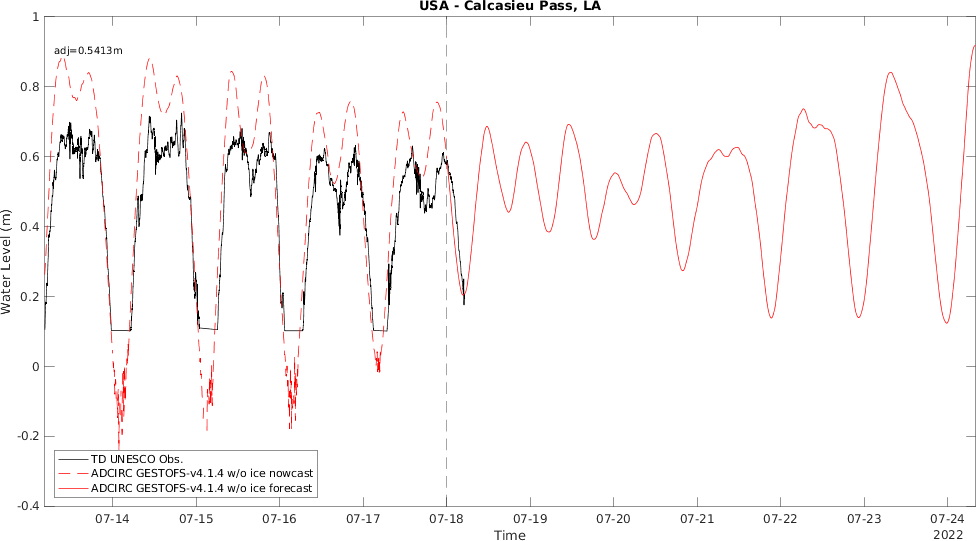 USA - Calcasieu Pass, LA
adj=0.5413m
Water Level (m)
1
0.8
0.6
0.4
0.2
0
-0.2
-0.4
TD UNESCO Obs.
ADCIRC GESTOFS-v4.1.4 w/o ice nowcast
ADCIRC GESTOFS-v4.1.4 w/o ice forecast
07-14 07-15 07-16 07-17 07-18 07-19 07-20 07-21 07-22 07-23 07-24
2022
Time